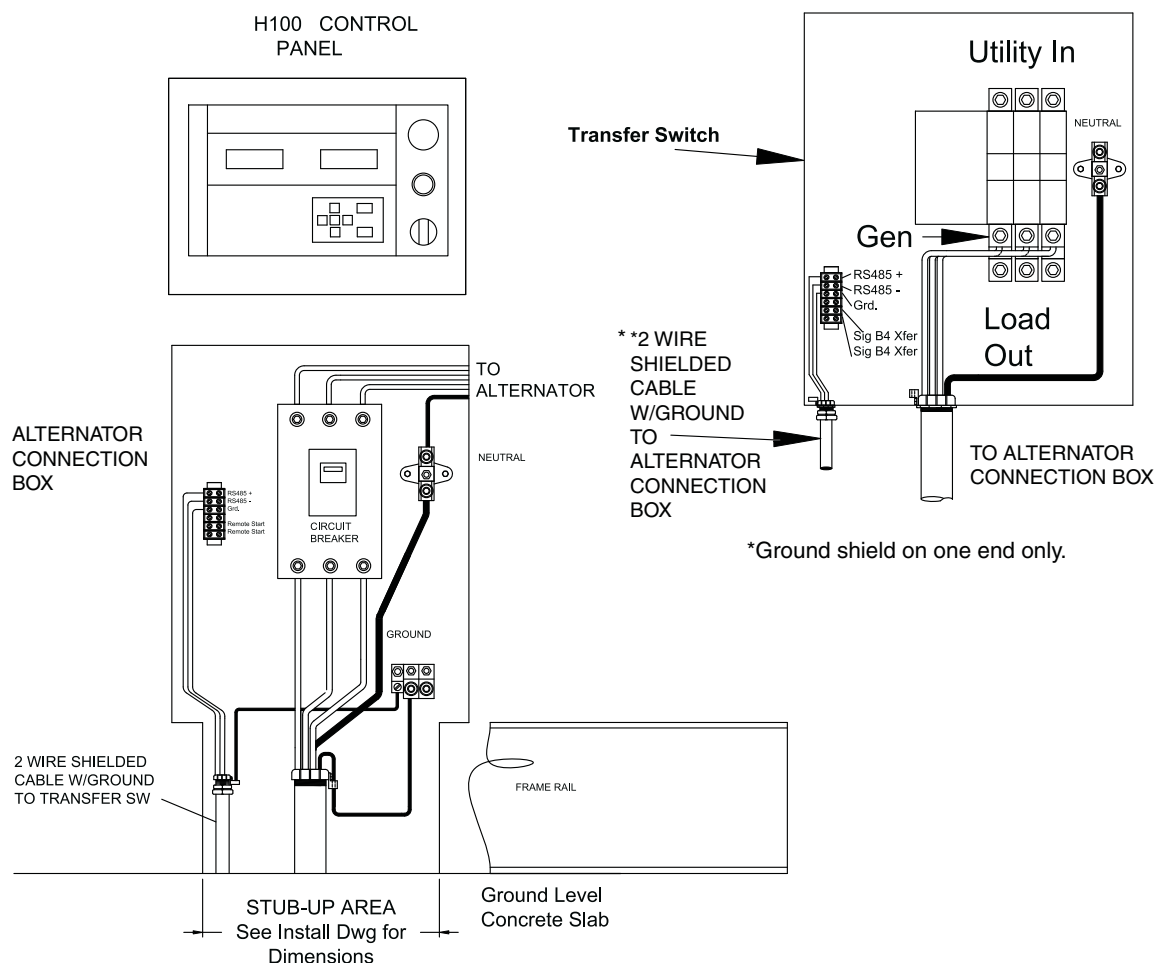 H100 CONTROL
PANEL
Utility In
NEUTRAL
Transfer Switch
Gen
RS485 +
RS485 -
Grd.
Sig B4 Xfer
Sig B4 Xfer
Load
Out
* *2 WIRE
SHIELDED
CABLE
W/GROUND
TO
ALTERNATOR
CONNECTION
BOX
TO ALTERNATOR
CONNECTION BOX
*Ground shield on one end only.
TO
ALTERNATOR
ALTERNATOR
CONNECTION
BOX
NEUTRAL
RS485 +
RS485 -
Grd.
Remote Start
Remote Start
CIRCUIT
BREAKER
GROUND
2 WIRE SHIELDED
CABLE W/GROUND
TO TRANSFER SW
FRAME RAIL
STUB-UP AREA
See Install Dwg for
Dimensions
Ground Level
Concrete Slab